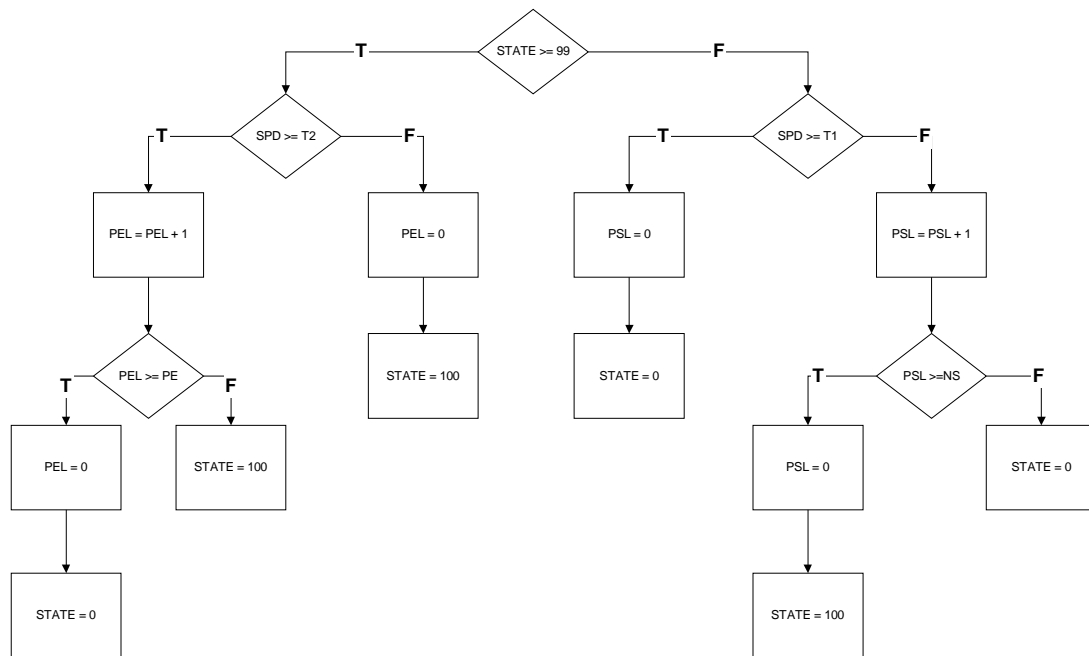 STATE >= 99
T
F
SPD >= T2
SPD >= T1
T
F
T
F
PEL = PEL + 1
PEL = 0
PSL = 0
PSL = PSL + 1
PEL >= PE
STATE = 100
STATE = 0
PSL >=NS
T
F
T
F
PEL = 0
STATE = 100
PSL = 0
STATE = 0
STATE = 0
STATE = 100